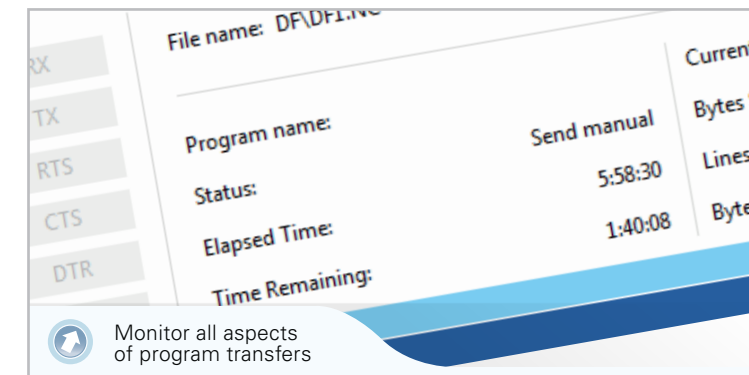 File name: DF\DF1.NC
RX
TX
RTS
CTS
DTR
Program name:
Status: Send manual
Elapsed Time: 5:58:30
Time Remaining: 1:40:08
Current
Bytes
Lines
Byte
Monitor all aspects
of program transfers